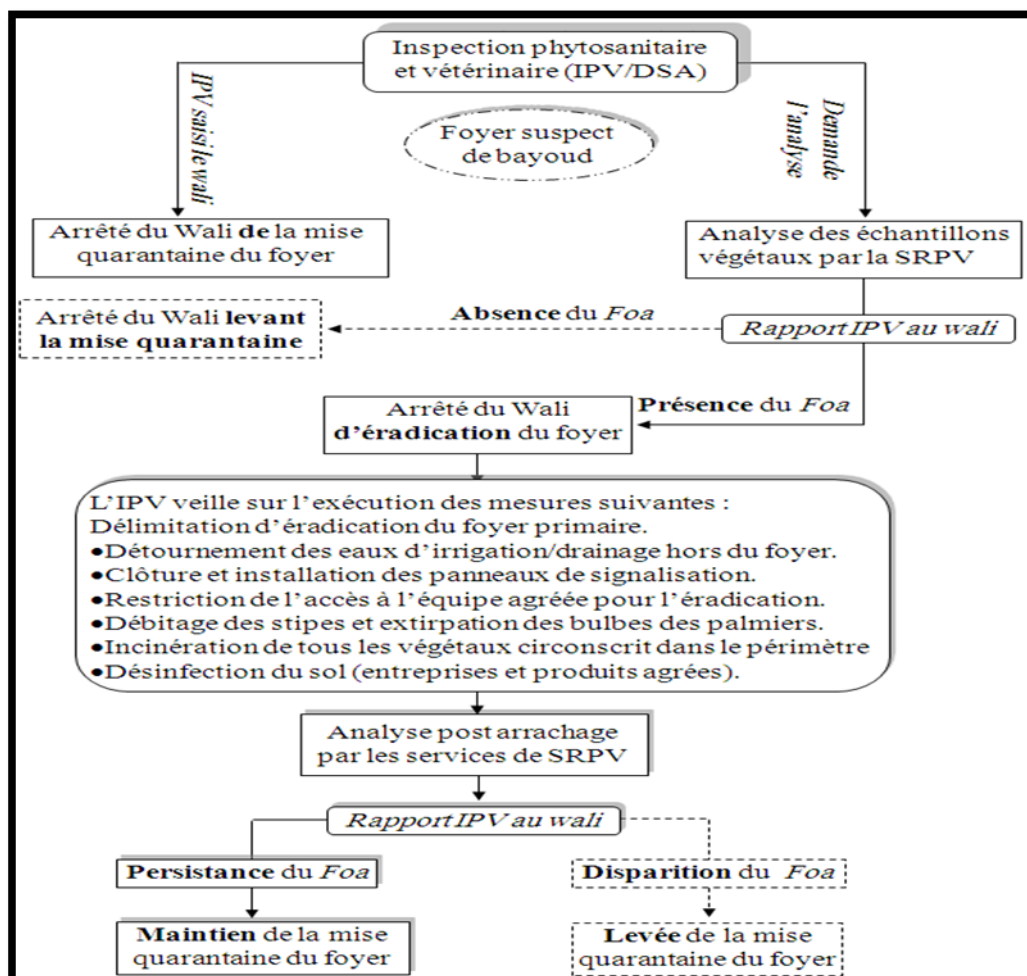 Inspection phytosanitaire
et vétérinaire (IPV/DSA)
IPV saisi le wali
Foyer suspect
de bayoud
Demande
l'analyse
Arrêté du Wali de la mise
quarantaine du foyer
Analyse des échantillons
végétaux par la SRPV
Arrêté du Wali levant
la mise quarantaine
Absence du Foa
Rapport IPV au wali
Arrêté du Wali
d'éradication du foyer
Présence du Foa
L'IPV veille sur l'exécution des mesures suivantes :
Délimitation d'éradication du foyer primaire.
●Détournement des eaux d'irrigation/drainage hors du foyer.
●Clôture et installation des panneaux de signalisation.
●Restriction de l'accès à l'équipe agréée pour l'éradication.
●Débitage des stipes et extirpation des bulbes des palmiers.
●Incinération de tous les végétaux circonscrit dans le périmètre
●Désinfection du sol (entreprises et produits agrées).
Analyse post arrachage
par les services de SRPV
Rapport IPV au wali
Persistance du Foa
Disparition du Foa
Maintien de la mise
quarantaine du foyer
Levée de la mise
quarantaine du foyer